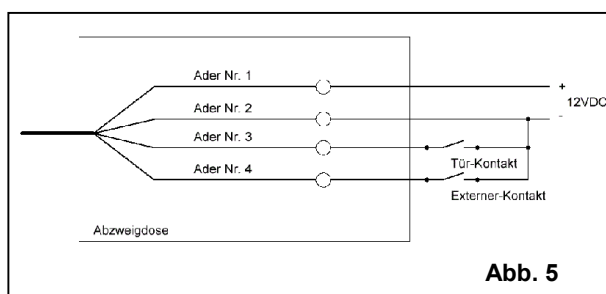 Ader Nr. 1
+
12VDC
Ader Nr. 2
-
Ader Nr. 3
Tür-Kontakt
Ader Nr. 4
Externer-Kontakt
Abzweigdose
Abb. 5